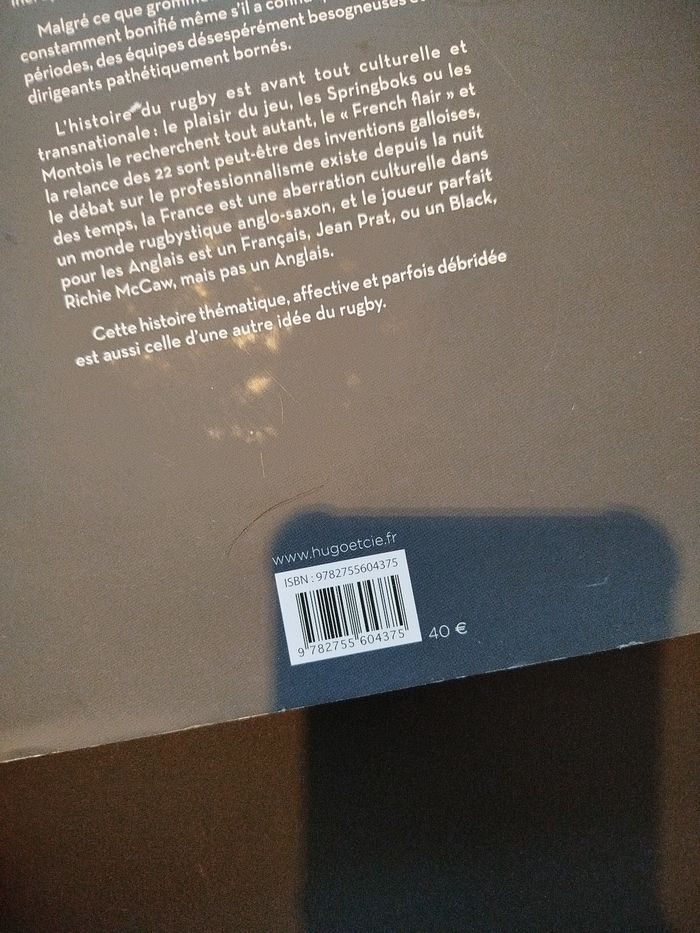 Malgré ce que
constamment bonifié même s'il a
périodes, des équipes désespérément besogneuses et
dirigeants pathétiquement bornés.
L'histoire du rugby est avant tout culturelle et
transnationale : le plaisir du jeu, les Springboks ou les
Montois le recherchent tout autant, le « French flair » et
la relance des 22 sont peut-être des inventions galloises,
le débat sur le professionnalisme existe depuis la nuit
des temps, la France est une aberration culturelle dans
un monde rugbystique anglo-saxon, et le joueur parfait
pour les Anglais est un Français, Jean Prat, ou un Black,
Richie McCaw, mais pas un Anglais.
Cette histoire thématique, affective et parfois débridée
est aussi celle d'une autre idée du rugby.
www.hugoetcie.fr
ISBN : 9782755604375
9 782755 604375
40 €